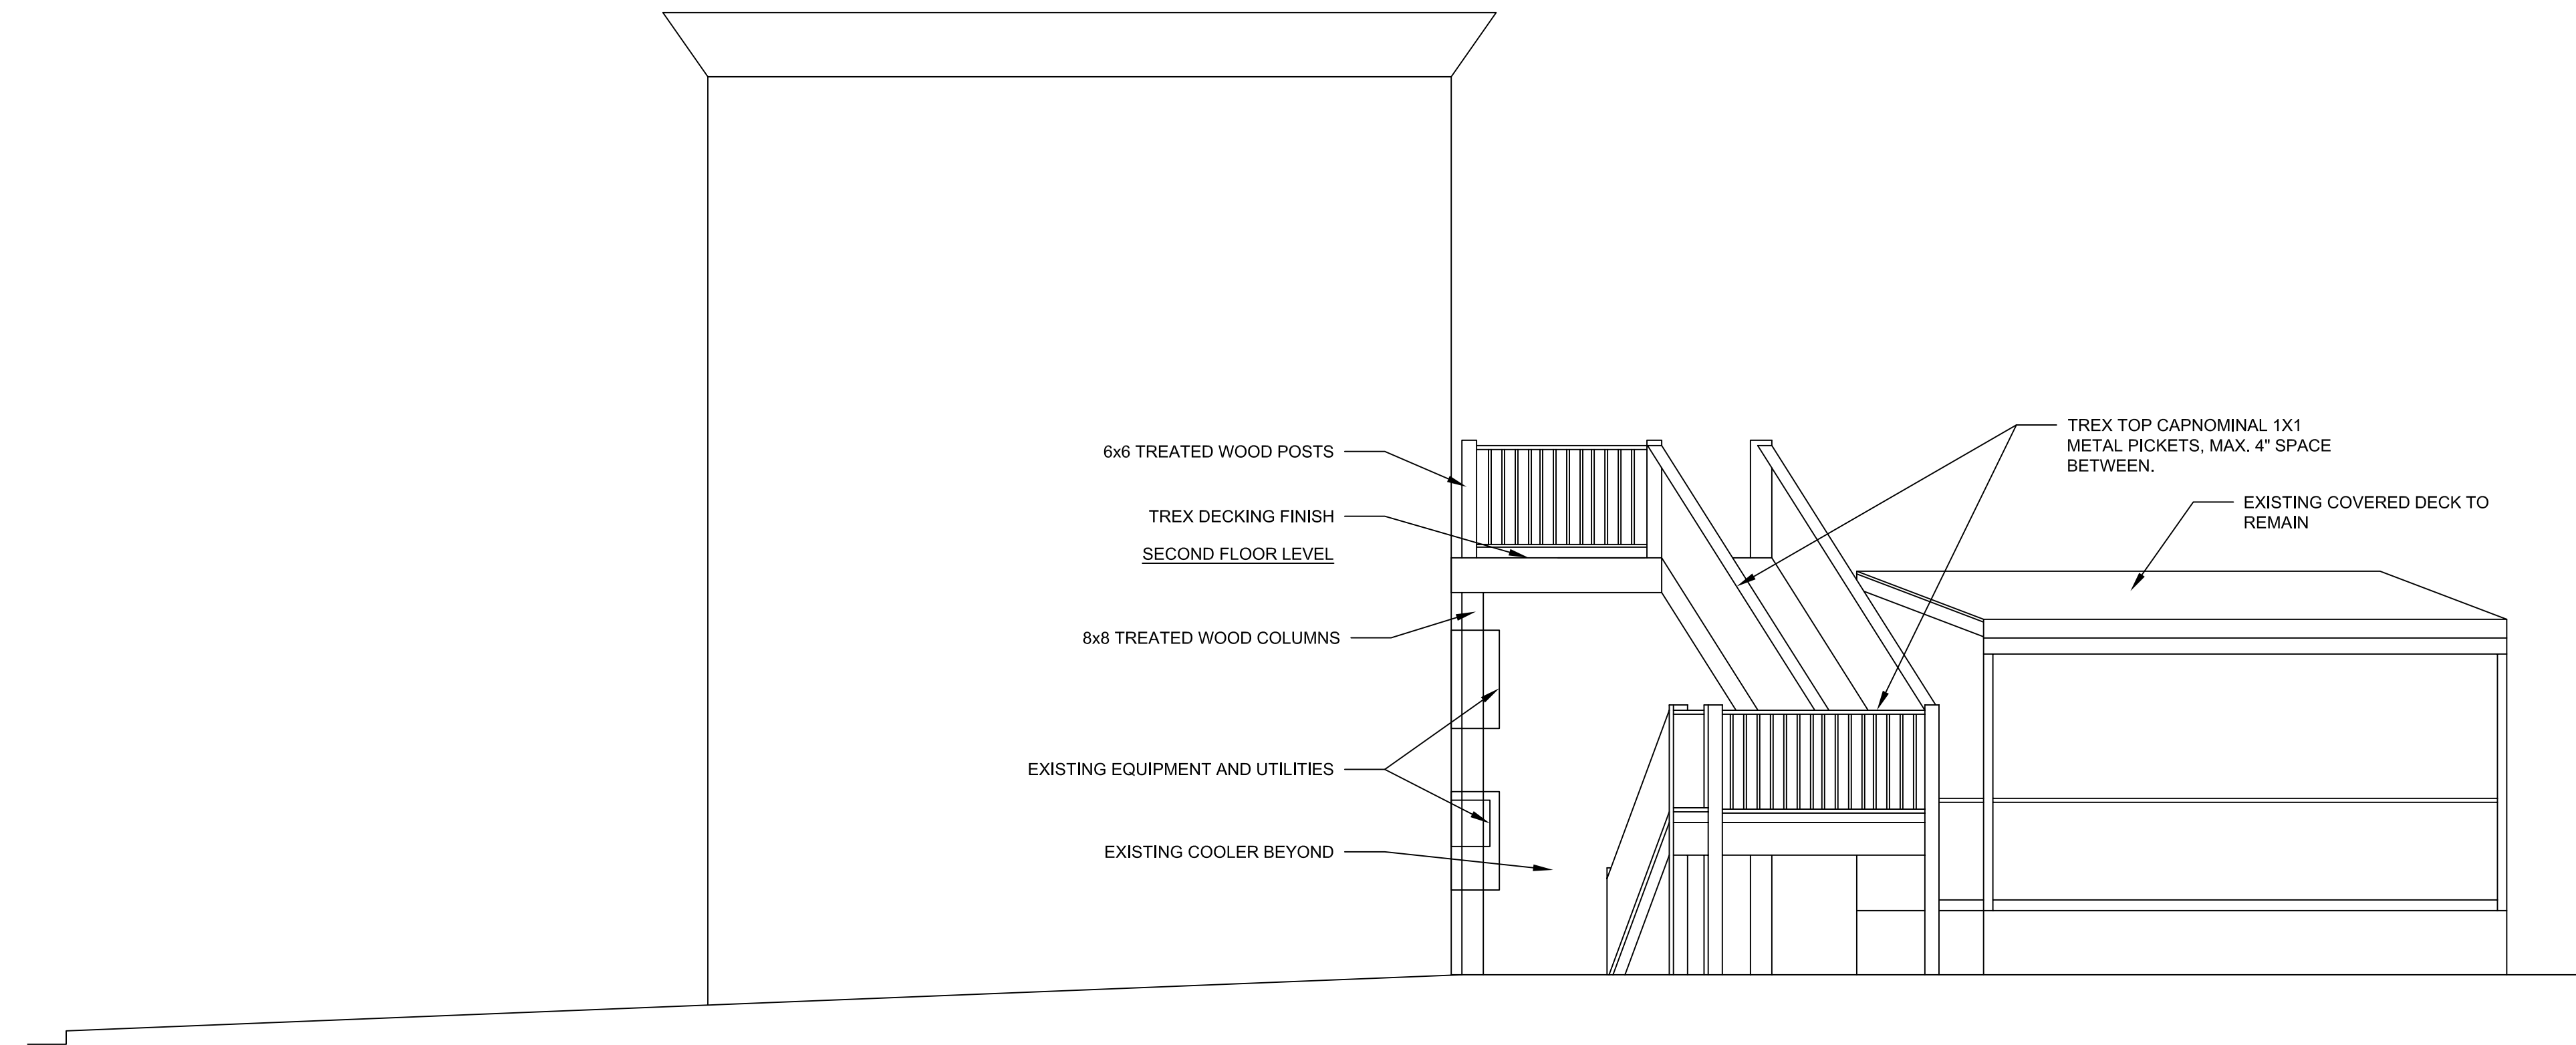 6x6 TREATED WOOD POSTS
TREX DECKING FINISH
SECOND FLOOR LEVEL
8x8 TREATED WOOD COLUMNS
EXISTING EQUIPMENT AND UTILITIES
EXISTING COOLER BEYOND
TREX TOP CAPNOMINAL 1X1
METAL PICKETS, MAX. 4" SPACE
BETWEEN.
EXISTING COVERED DECK TO
REMAIN